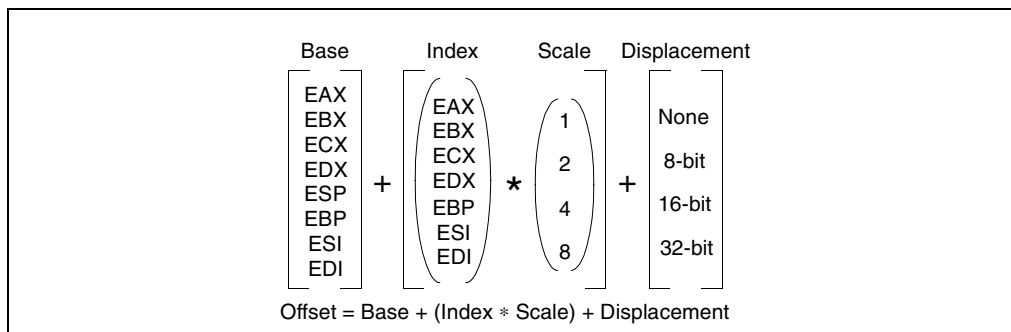 Base Index Scale Displacement
EAX
EBX
ECX
EDX
ESP
EBP
ESI
EDI
+
EAX
EBX
ECX
EDX
EBP
ESI
EDI
*
1
2
4
8
+
None
8-bit
16-bit
32-bit
Offset = Base + (Index * Scale) + Displacement